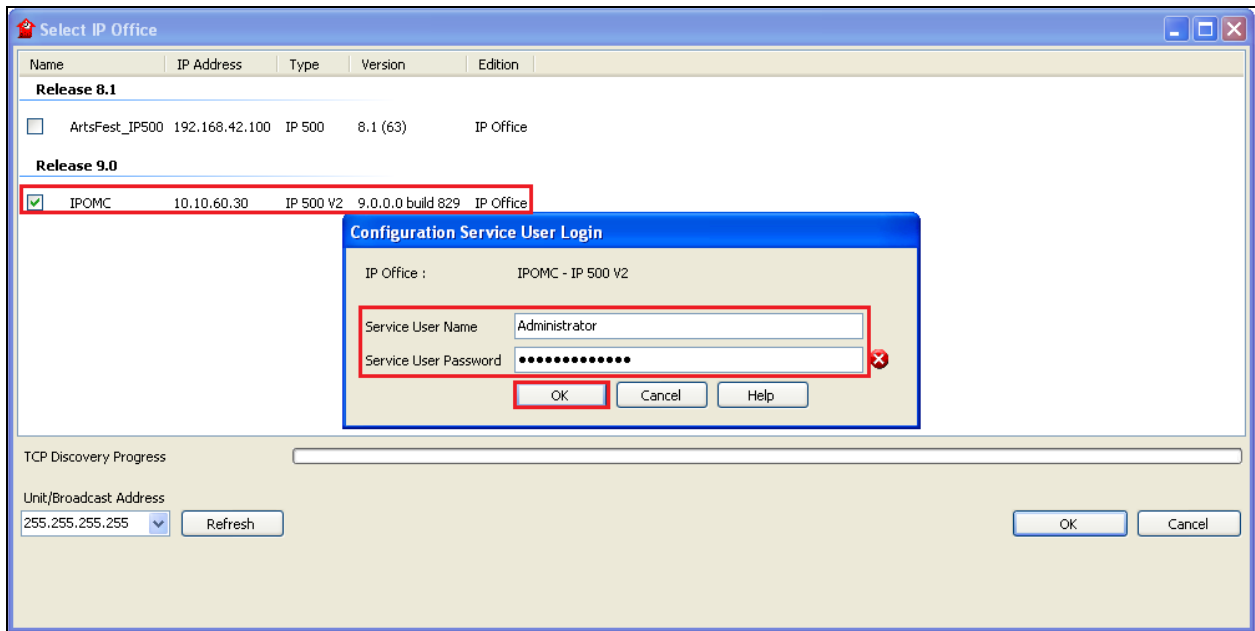 Select IP Office
Name IP Address Type Version Edition
Release 8.1
ArtsFest_IP500 192.168.42.100 IP 500 8.1 (63) IP Office
Release 9.0
IPOMC 10.10.60.30 IP 500 V2 9.0.0.0 build 829 IP Office
Configuration Service User Login
IP Office : IPOMC - IP 500 V2
Service User Name Administrator
Service User Password •••••••••••••
OK Cancel Help
TCP Discovery Progress
Unit/Broadcast Address
255.255.255.255 Refresh OK Cancel